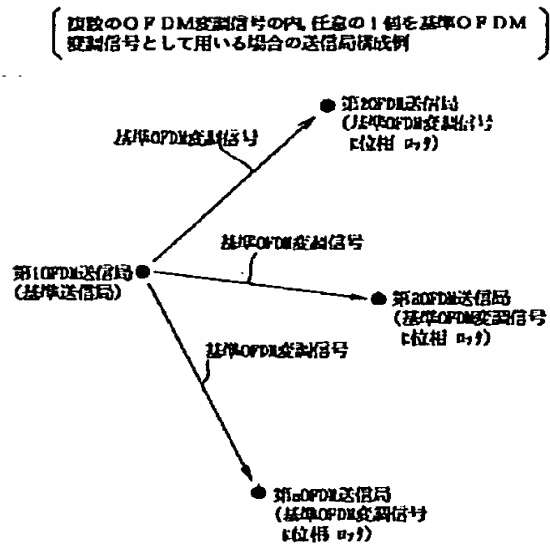 複数のOFDM変調信号の内,任意の1個を基準OFDM
変調信号として用いる場合の送信局構成例
第2OFDM送信局
(基準OFDM変調信号
に位相ロック)
基準OFDM変調信号
基準OFDM変調信号
第1OFDM送信局
(基準送信局)
第3OFDM送信局
(基準OFDM変調信号
に位相ロック)
基準OFDM変調信号
第nOFDM送信局
(基準OFDM変調信号
に位相ロック)